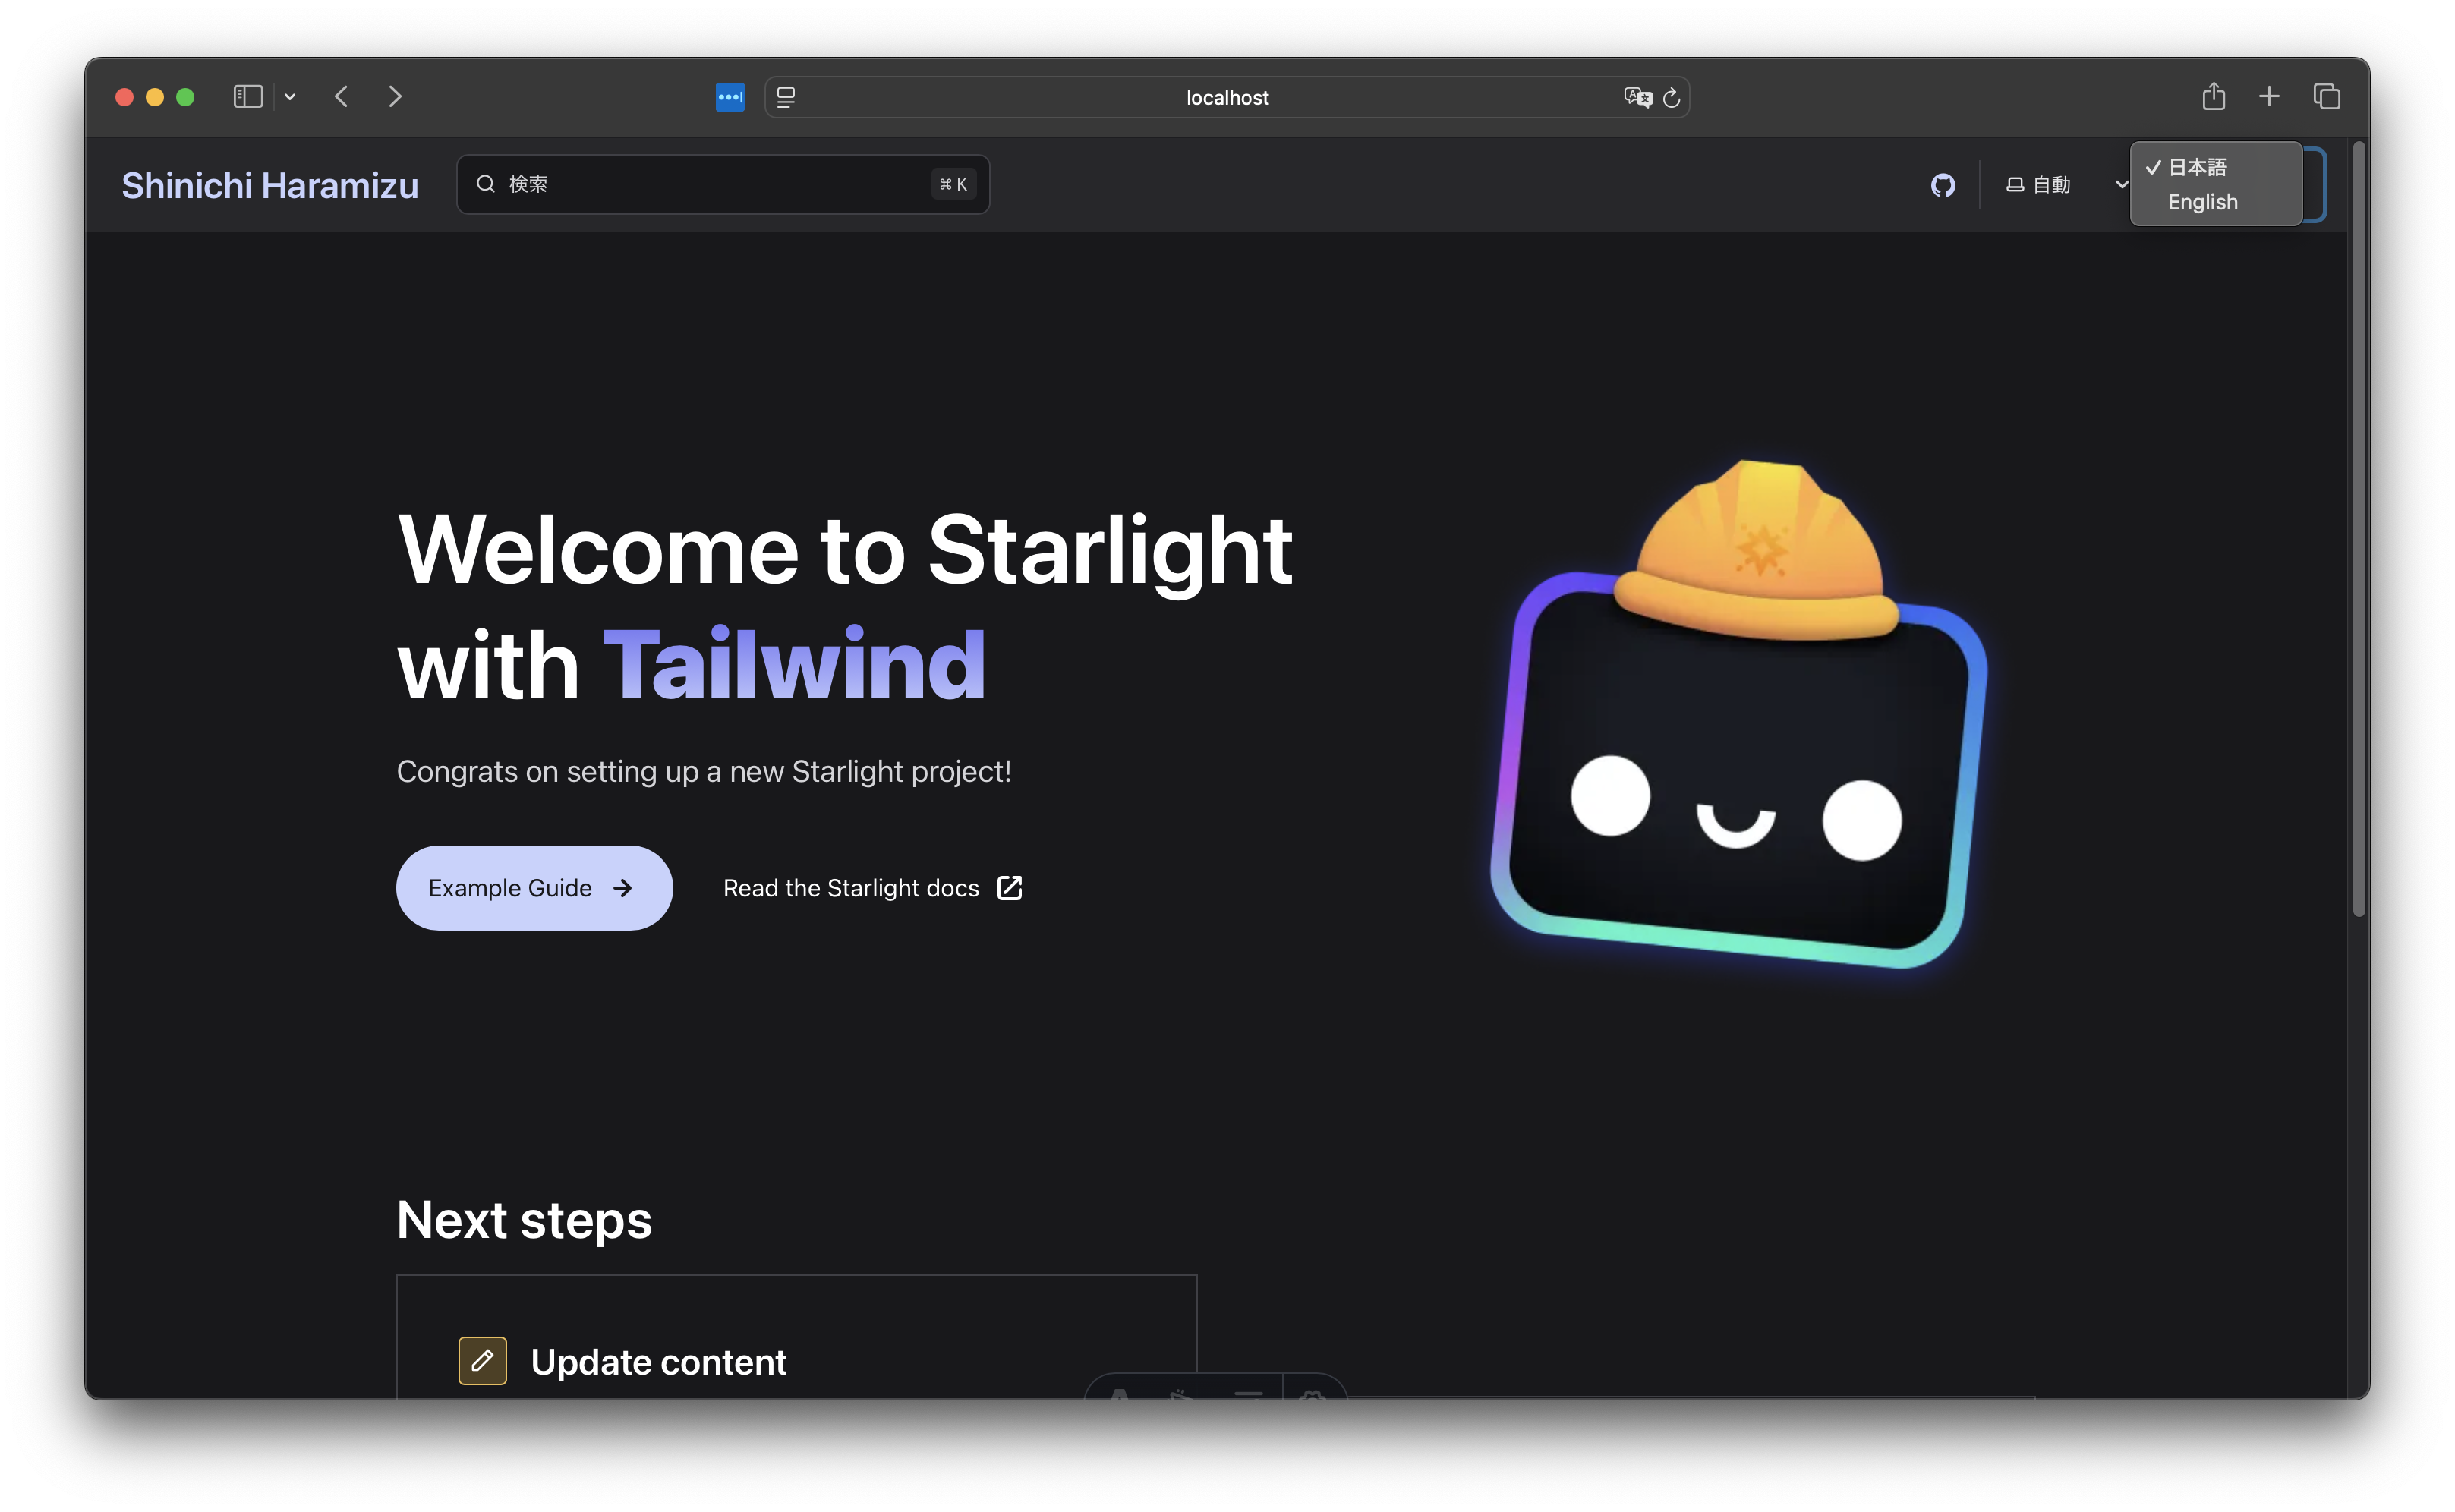 localhost
Shinichi Haramizu
検索
⌘ K
自動
日本語
English
Welcome to Starlight
with Tailwind
Congrats on setting up a new Starlight project!
Example Guide
Read the Starlight docs
Next steps
Update content